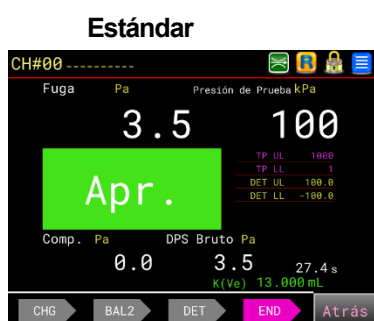 Estándar
CH#00----------
R
Fuga Pa Presión de Prueba kPa
3.5 100
TP UL 1000
TP LL 1
DET UL 100.0
DET LL -100.0
Apr.
Comp. Pa DPS Bruto Pa
0.0 3.5 27.4 s
K(Ve) 13.000 mL
CHG BAL2 DET END Atrás